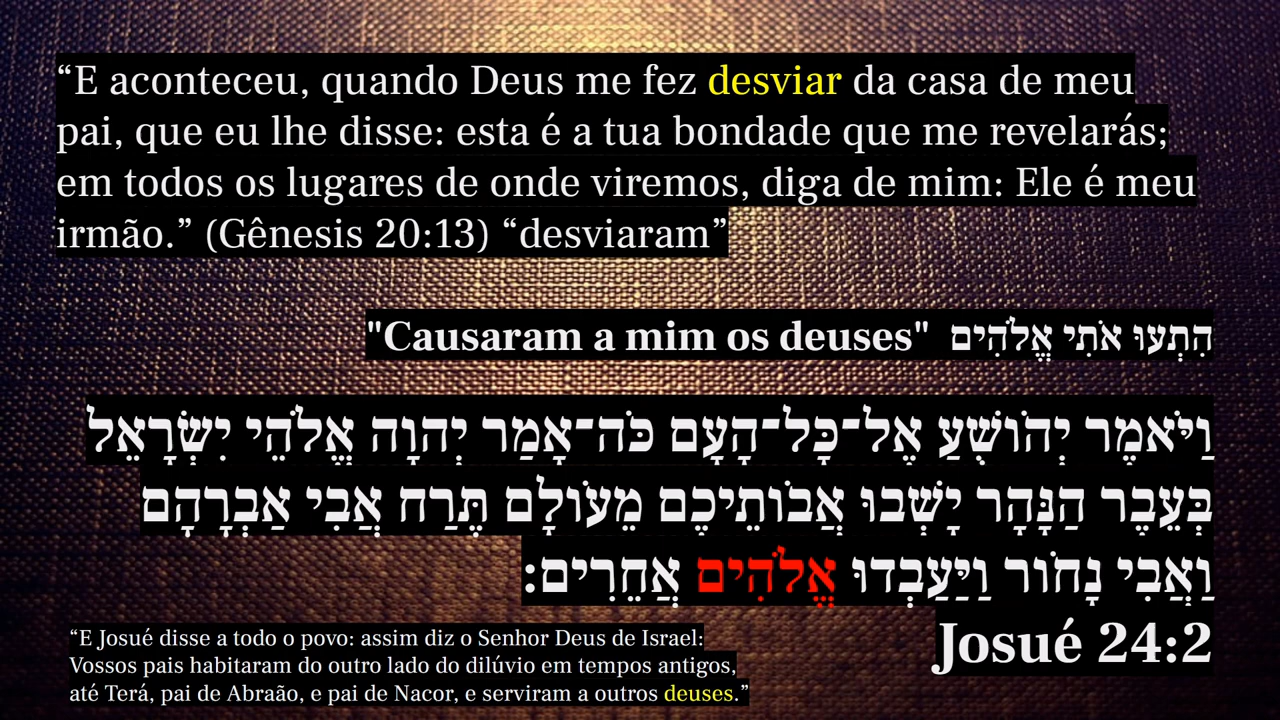 “E aconteceu, quando Deus me fez desviar da casa de meu
pai, que eu lhe disse: esta é a tua bondade que me revelarás;
em todos os lugares de onde viremos, diga de mim: Ele é meu
irmão.” (Gênesis 20:13) “desviaram”
"Causaram a mim os deuses" הִתְעוּ אֹתִי אֱלֹהִים
וַיֹּאמֶר יְהֹושֻׁעַ אֶל־כָּל־הָעָם כֹּה־אָמַר יְהוָה אֱלֹהֵי יִשְׂרָאֵל
בְּעֵבֶר הַנָּהָר יָשְׁבוּ אֲבֹותֵיכֶם מֵעֹולָם תֶּרַח אֲבִי אַבְרָהָם
וַאֲבִי נָחֹור וַיַּעַבְדוּ אֱלֹהִים אֲחֵרִים׃
Josué 24:2
“E Josué disse a todo o povo: assim diz o Senhor Deus de Israel:
Vossos pais habitaram do outro lado do dilúvio em tempos antigos,
até Terá, pai de Abraão, e pai de Nacor, e serviram a outros deuses.”